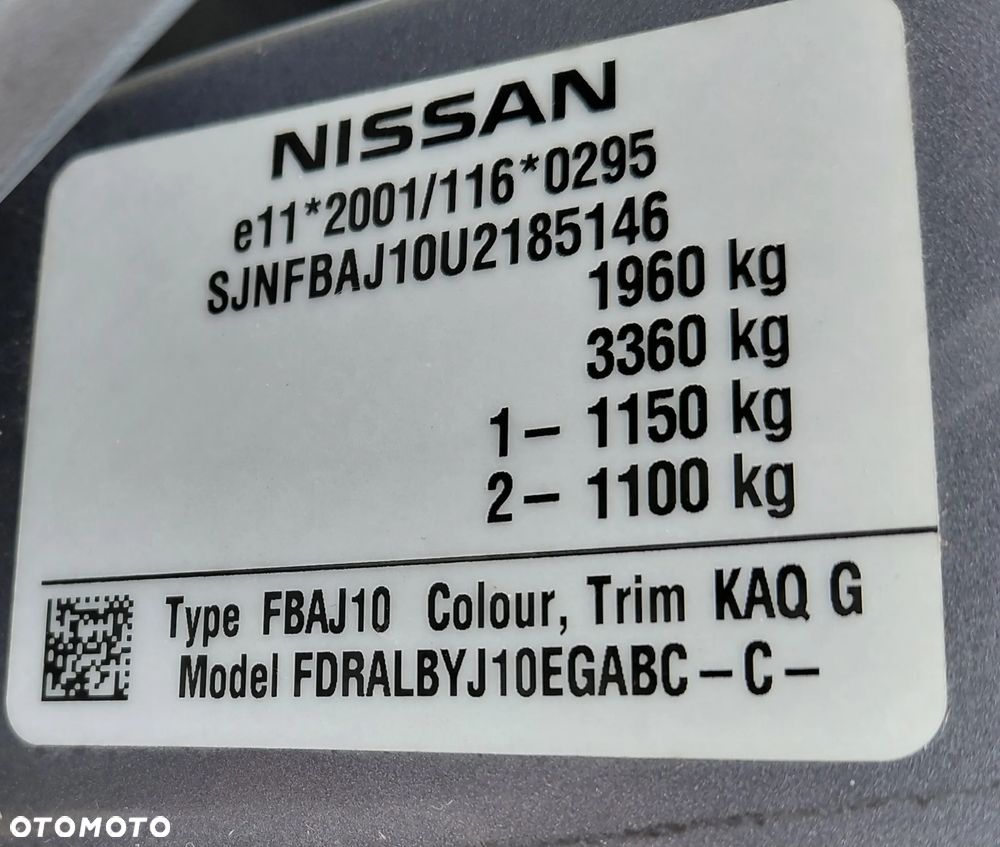 NISSAN
e11*2001/116*0295
SJNFBAJ10U2185146
1960 kg
3360 kg
1– 1150 kg
2– 1100 kg
Type FBAJ10 Colour, Trim KAQ G
Model FDRALBYJ10EGABC – C –
OTOMOTO